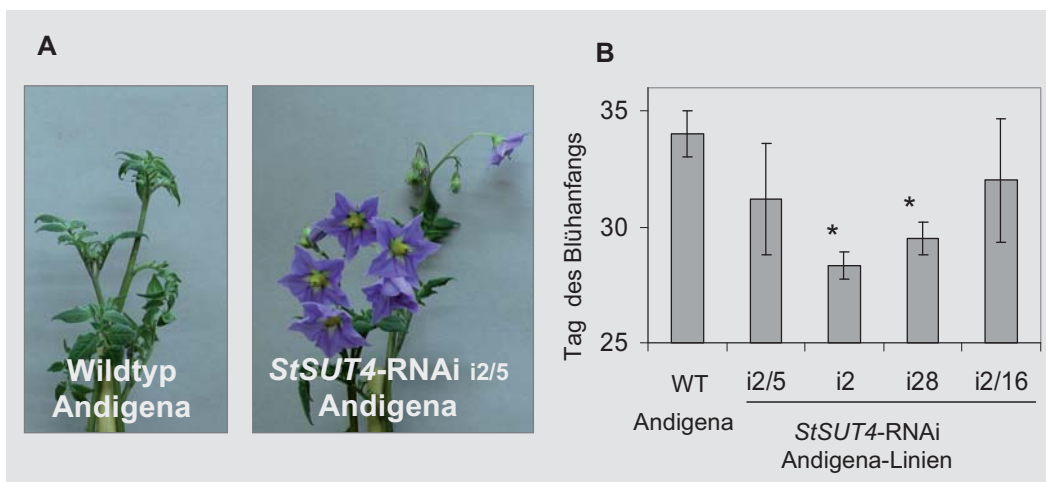 A
Wildtyp
Andigena
StSUT4-RNAi i2/5
Andigena
B
Tag des Blühanfangs
35
30
25
*
*
WT
i2/5
i2
i28
i2/16
Andigena
StSUT4-RNAi
Andigena-Linien